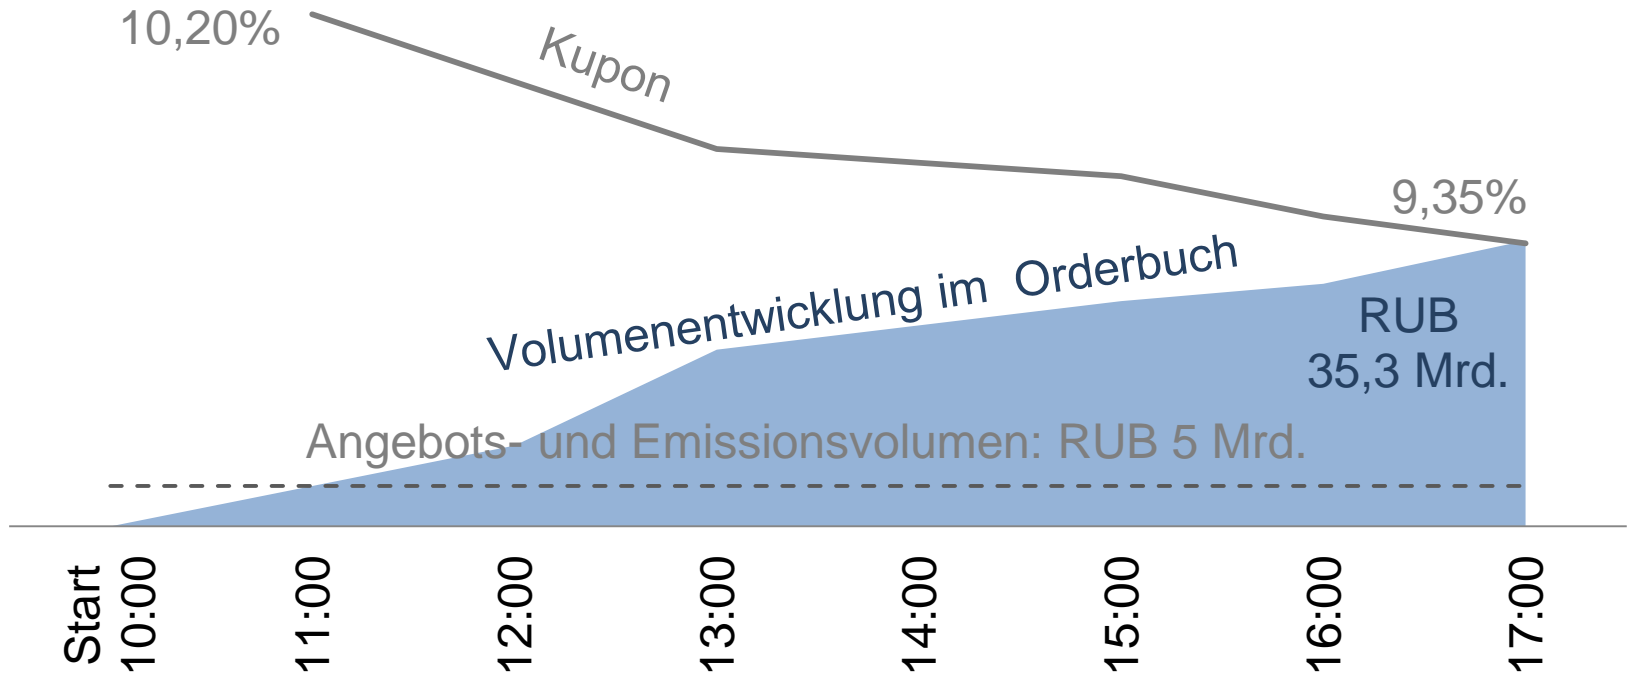 10,20%
Kupon
9,35%
Volumenentwicklung im Orderbuch
RUB
35,3 Mrd.
Angebots- und Emissionsvolumen: RUB 5 Mrd.
Start
10:00
11:00
12:00
13:00
14:00
15:00
16:00
17:00